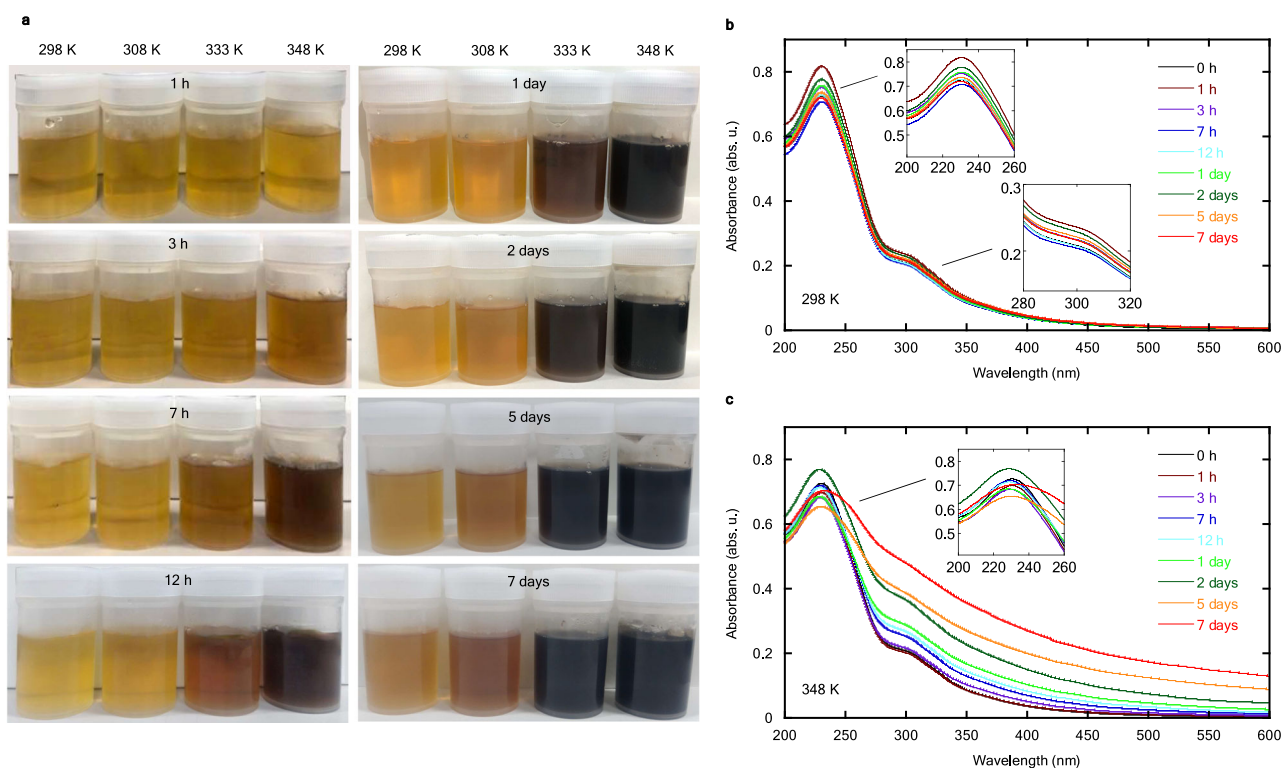 a
298 K 308 K 333 K 348 K 298 K 308 K 333 K 348 K
1 h
1 day
3 h
2 days
7 h
5 days
12 h
7 days
b
Absorbance (abs. u.)
0.8
0.6
0.4
0.2
0
200 250 300 350 400 450 500 550 600
Wavelength (nm)
298 K
0.8
0.7
0.6
0.5
200 220 240 260
0.3
0.2
280 300 320
0 h
1 h
3 h
7 h
12 h
1 day
2 days
5 days
7 days
c
Absorbance (abs. u.)
0.8
0.6
0.4
0.2
0
200 250 300 350 400 450 500 550 600
Wavelength (nm)
348 K
0.8
0.7
0.6
0.5
200 220 240 260
0 h
1 h
3 h
7 h
12 h
1 day
2 days
5 days
7 days